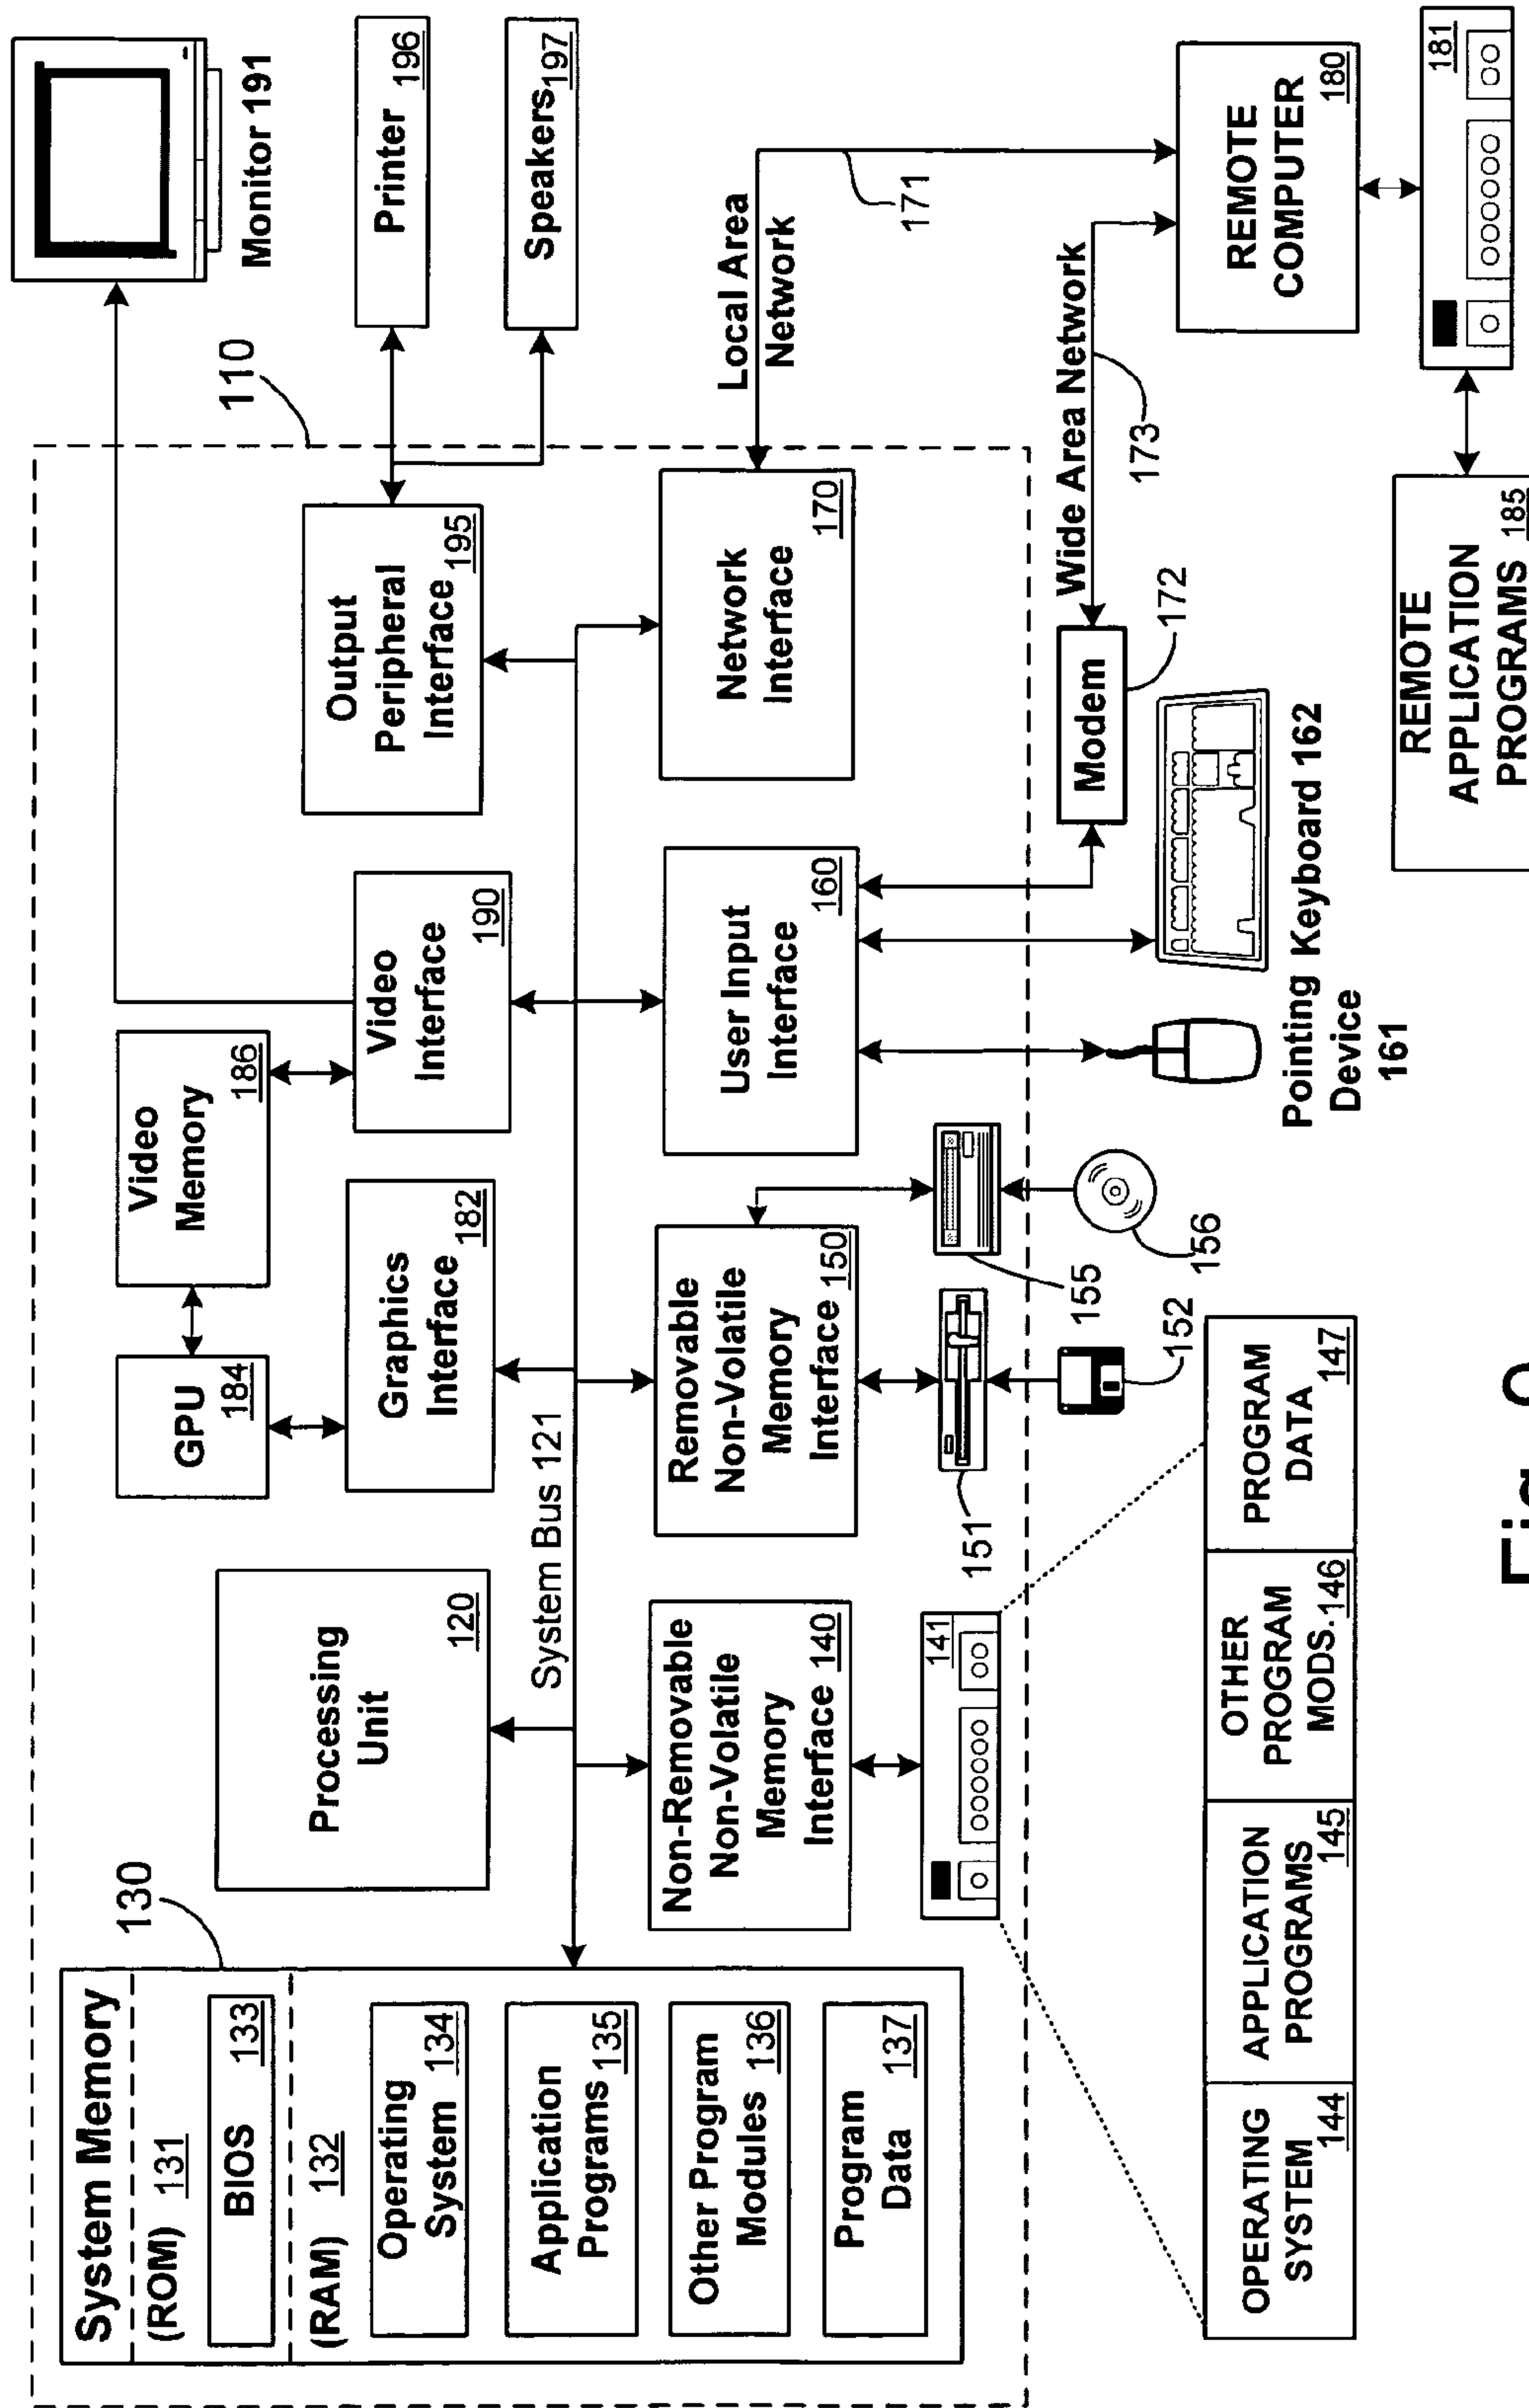 System Memory
(ROM) 131
BIOS 133
(RAM) 132
Operating
System 134
Application
Programs 135
Other Program
Modules 136
Program
Data 137
130
Processing
Unit
120
System Bus 121
GPU
184
Video
Memory
186
Graphics
Interface
182
Video
Interface
190
Output
Peripheral
Interface 195
110
Monitor 191
Printer
196
Speakers
197
Non-Removable
Non-Volatile
Memory
Interface 140
Removable
Non-Volatile
Memory
Interface 150
User Input
Interface
160
Network
Interface
170
Local Area
Network
171
Wide Area Network
173
Modem
172
141
151
155
152
156
Pointing
Device
161
Keyboard 162
REMOTE
COMPUTER
180
181
REMOTE
APPLICATION
PROGRAMS 185
OPERATING
SYSTEM
144
APPLICATION
PROGRAMS
145
OTHER
PROGRAM
MODS. 146
PROGRAM
DATA
147